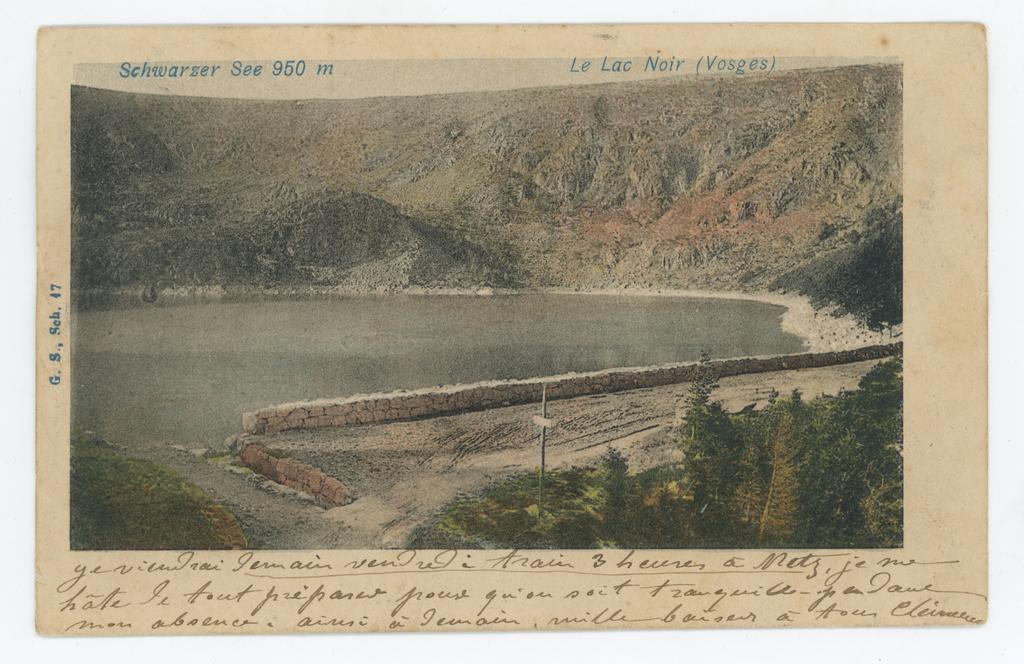 Schwarzer See 950 m
Le Lac Noir (Vosges)
G. S., Sch. 17
je viendrai demain vendredi train 3 heures à Metz, je me
hâte de tout préparer pour qu'on soit tranquille pendant
mon absence. ainsi à demain, mille baisers à tous